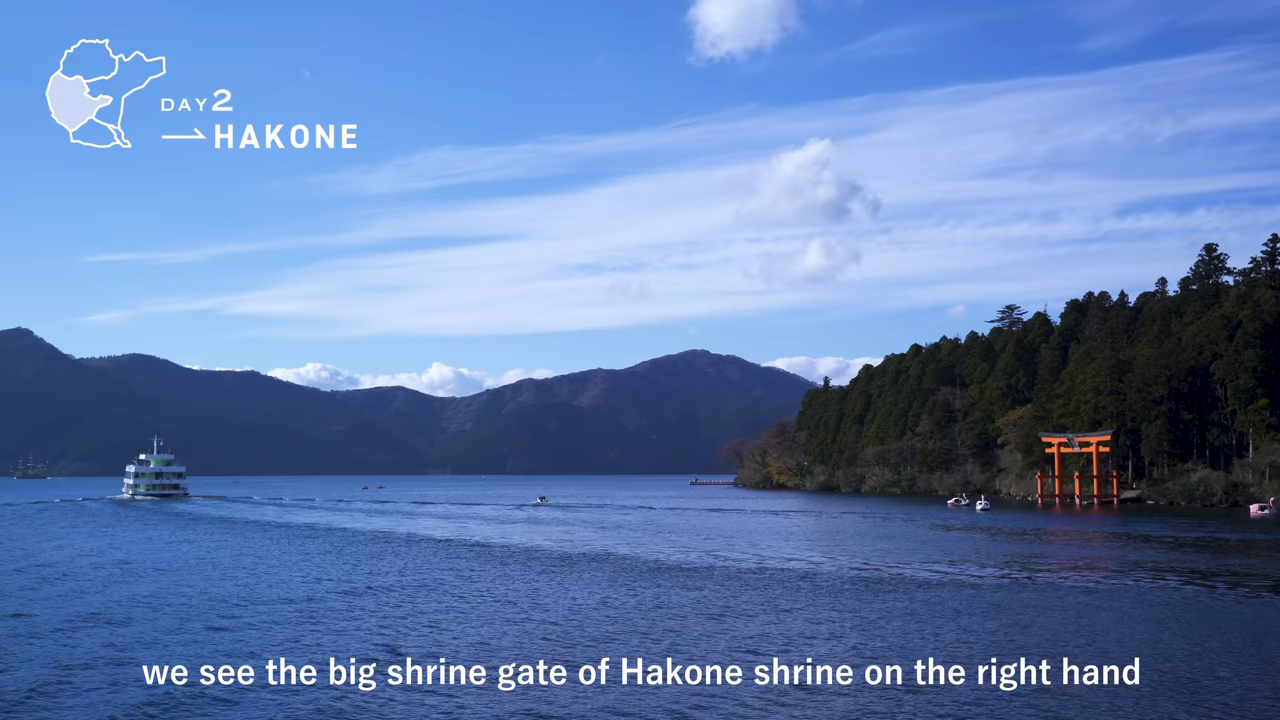 DAY2
HAKONE
we see the big shrine gate of Hakone shrine on the right hand